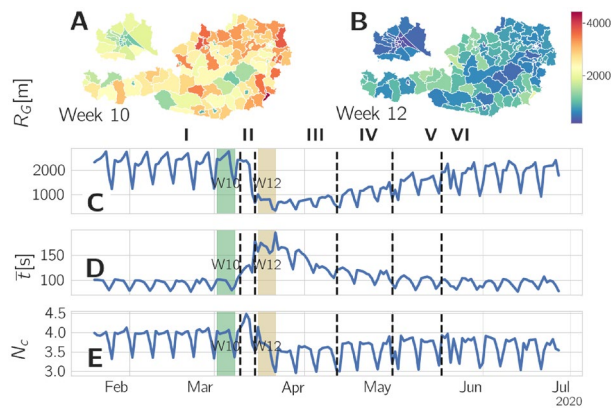 A
B
4000
2000
R_G[m]
Week 10
Week 12
I II III IV V VI
2000
1000
W10 W12
C
t̄[s]
150
100
W10 W12
D
N_c
4.5
4.0
3.5
3.0
W10 W12
E
Feb Mar Apr May Jun Jul
2020